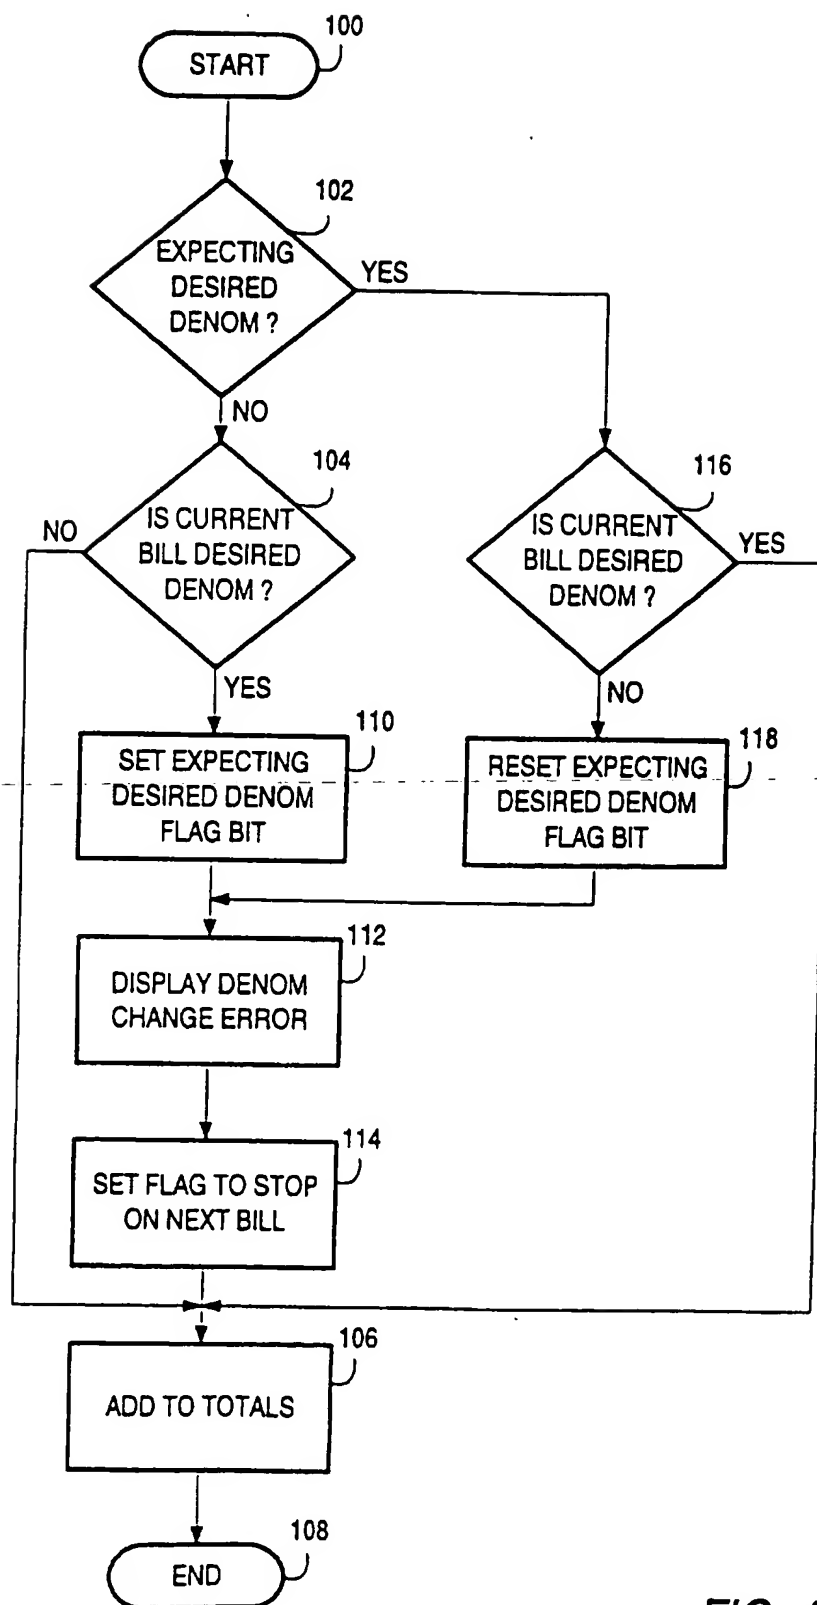 100
START
102
EXPECTING
DESIRED
DENOM ?
YES
NO
104
IS CURRENT
BILL DESIRED
DENOM ?
NO
YES
116
IS CURRENT
BILL DESIRED
DENOM ?
YES
NO
110
SET EXPECTING
DESIRED DENOM
FLAG BIT
118
RESET EXPECTING
DESIRED DENOM
FLAG BIT
112
DISPLAY DENOM
CHANGE ERROR
114
SET FLAG TO STOP
ON NEXT BILL
106
ADD TO TOTALS
108
END